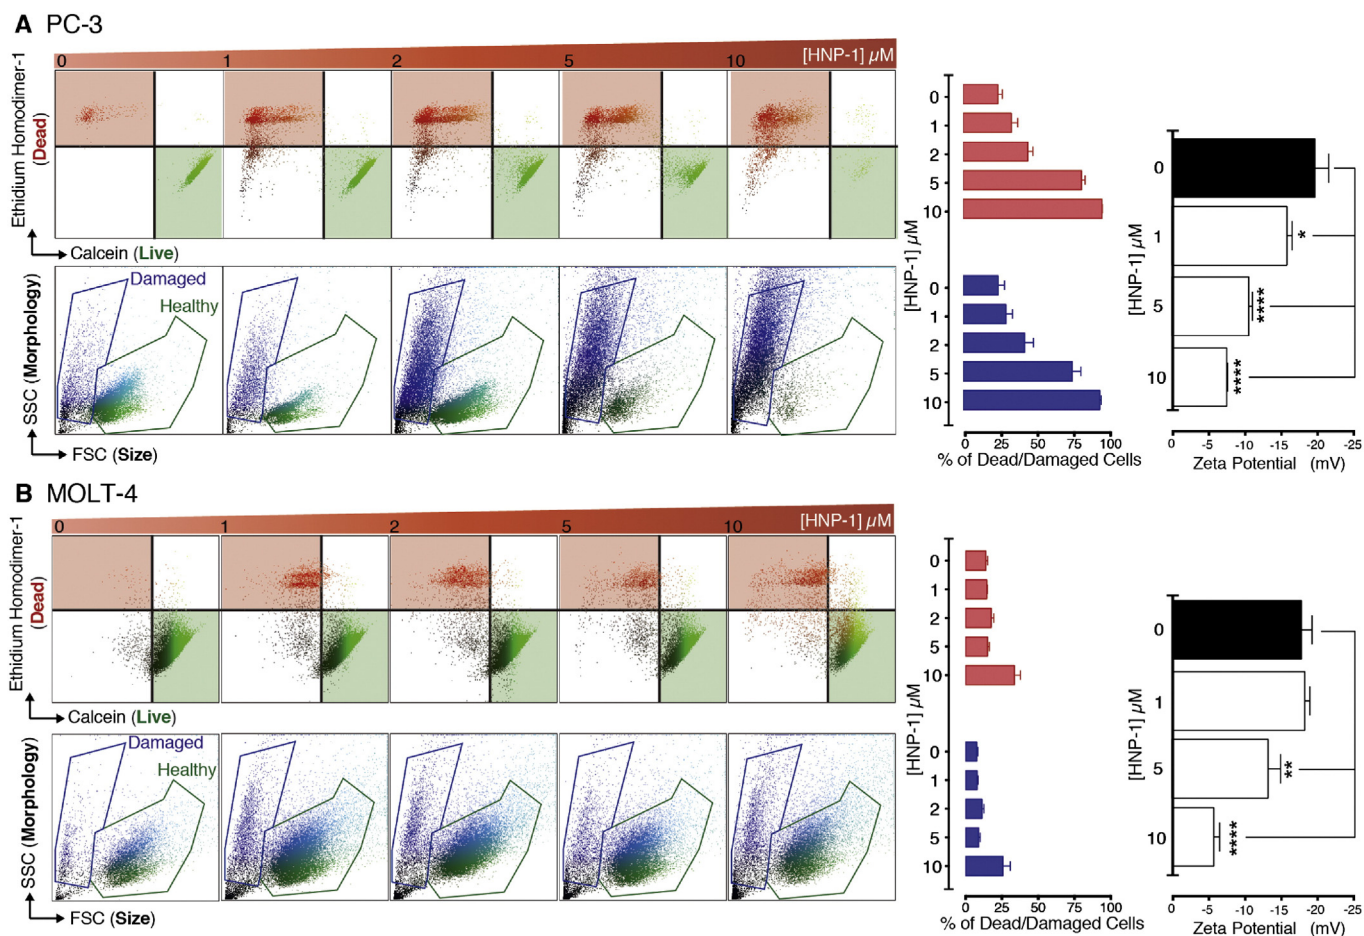 A PC-3
0 1 2 5 10 [HNP-1] µM
Ethidium Homodimer-1
(Dead)
Calcein (Live)
Damaged
Healthy
SSC (Morphology)
FSC (Size)
0
1
2
5
10
[HNP-1] µM
0
1
2
5
10
0 25 50 75 100
% of Dead/Damaged Cells
0
1
*
[HNP-1] µM
5
****
10
****
0 -5 -10 -15 -20 -25
Zeta Potential (mV)
B MOLT-4
0 1 2 5 10 [HNP-1] µM
Ethidium Homodimer-1
(Dead)
Calcein (Live)
Damaged
Healthy
SSC (Morphology)
FSC (Size)
0
1
2
5
10
[HNP-1] µM
0
1
2
5
10
0 25 50 75 100
% of Dead/Damaged Cells
0
1
[HNP-1] µM
5
**
10
****
0 -5 -10 -15 -20 -25
Zeta Potential (mV)